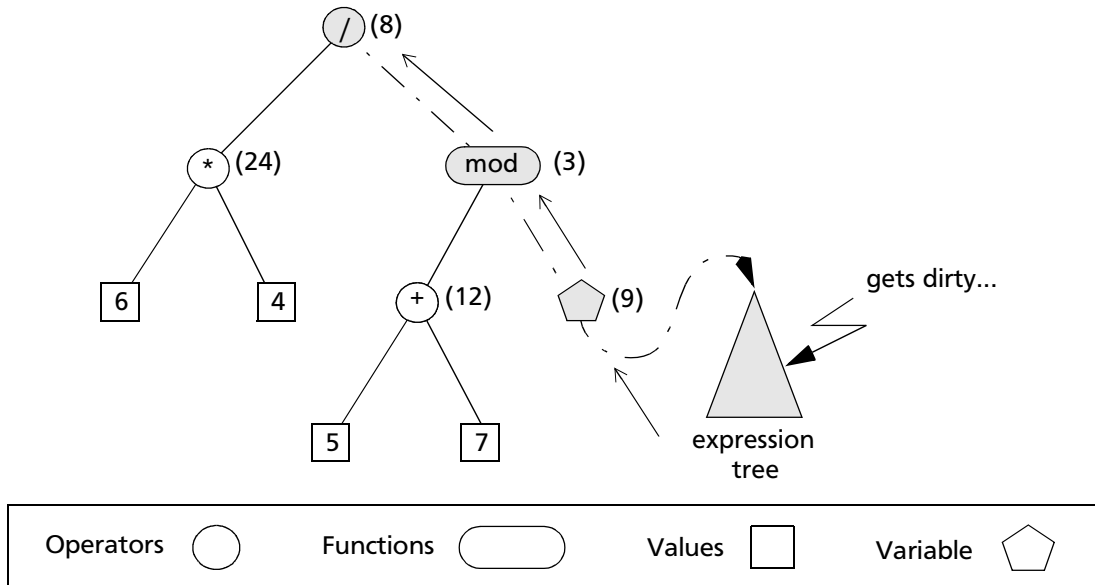 / (8)
* (24)
mod (3)
6
4
+ (12)
(9)
gets dirty...
5
7
expression
tree
Operators Functions Values Variable